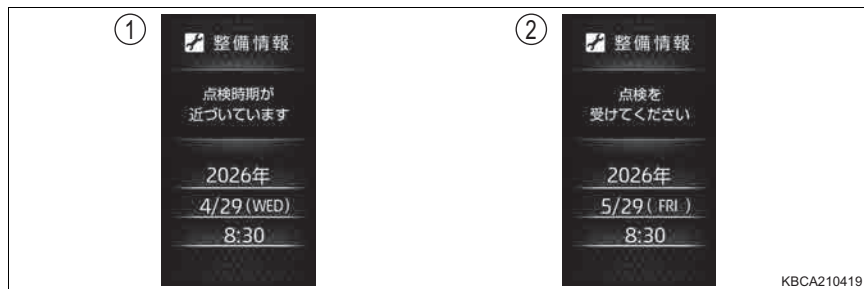 ①
整備情報
点検時期が
近づいています
2026年
4/29(WED)
8:30
②
整備情報
点検を
受けてください
2026年
5/29( FRI )
8:30
KBCA210419